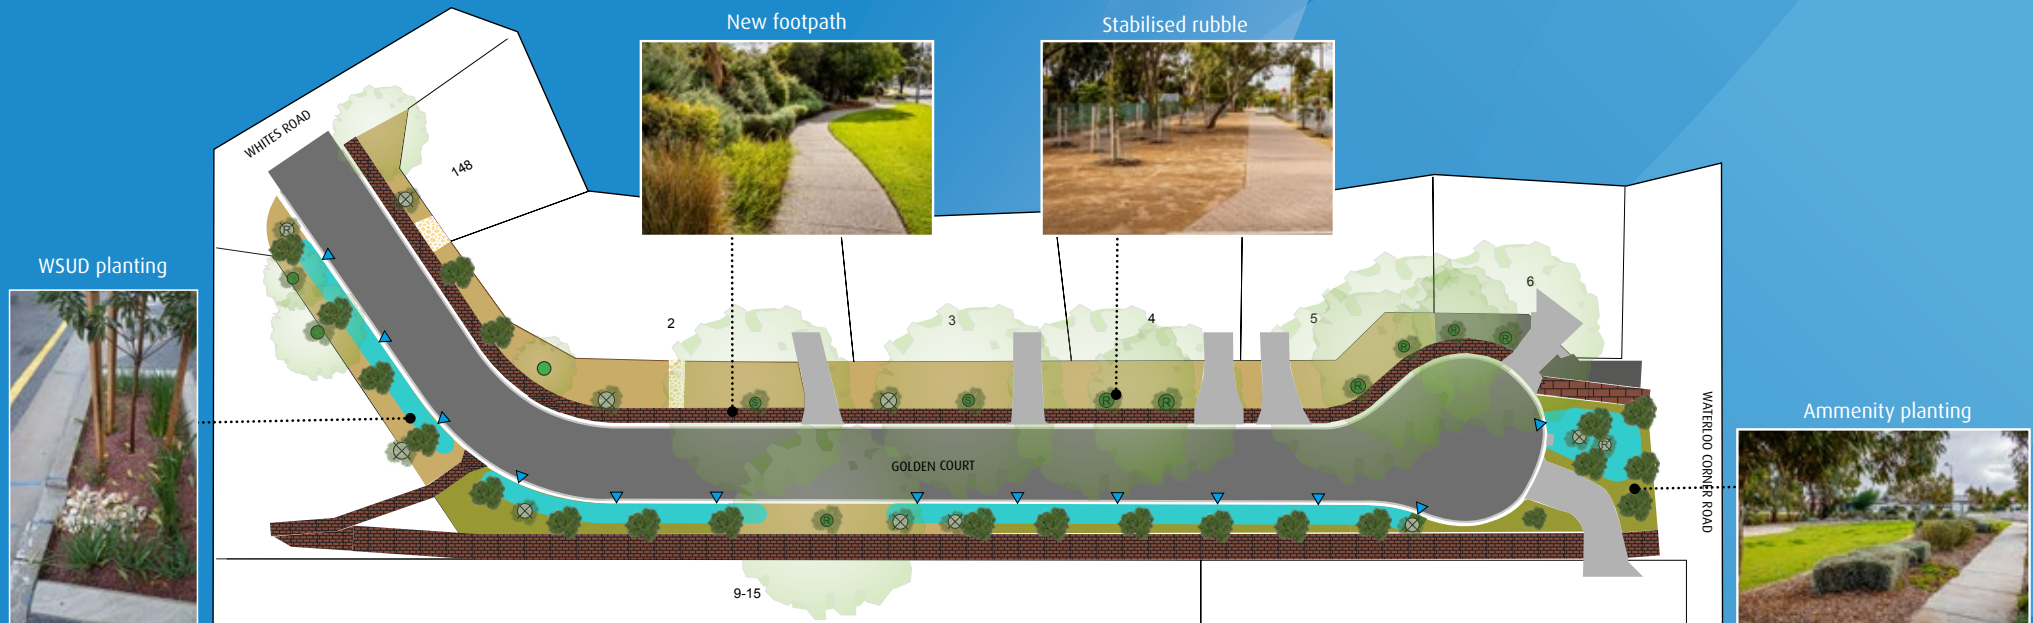 New footpath
Stabilised rubble
WHITES ROAD
148
WSUD planting
2
3
4
5
6
R
S
S
R
R
R
R
R
R
R
R
GOLDEN COURT
WATERLOO CORNER ROAD
Ammenity planting
9-15